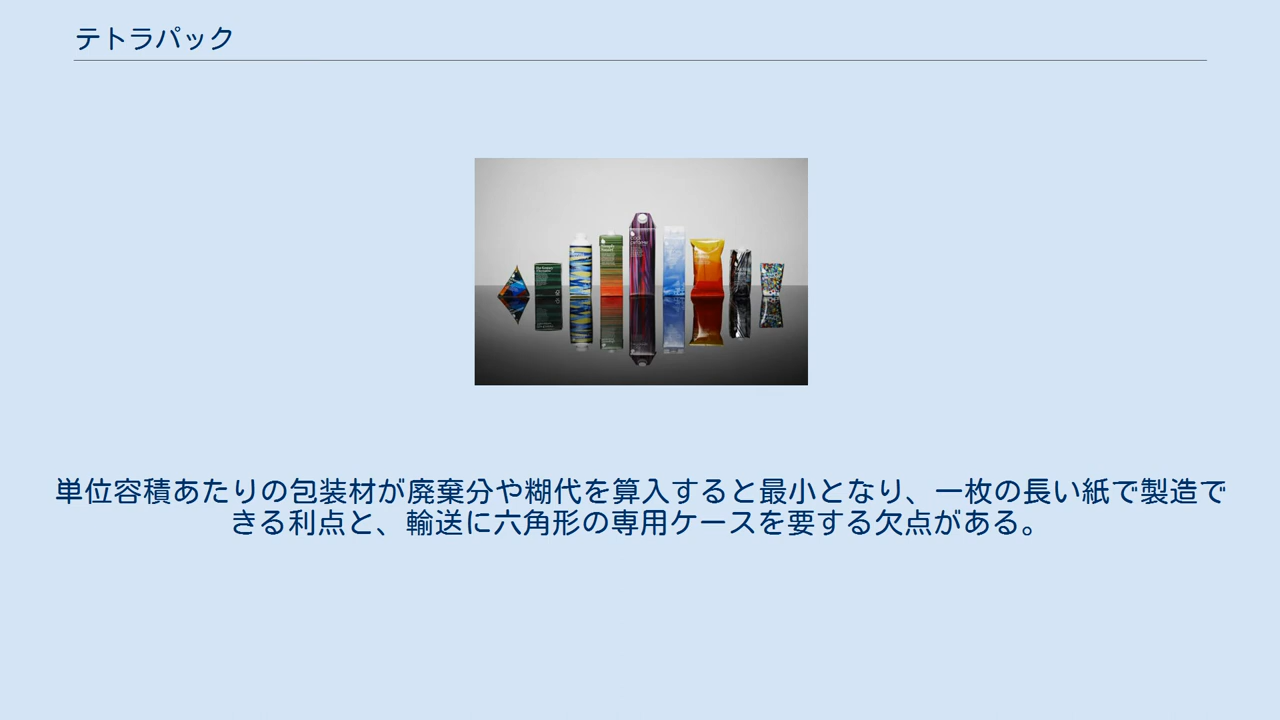 テトラパック
単位容積あたりの包装材が廃棄分や糊代を算入すると最小となり、一枚の長い紙で製造で
きる利点と、輸送に六角形の専用ケースを要する欠点がある。